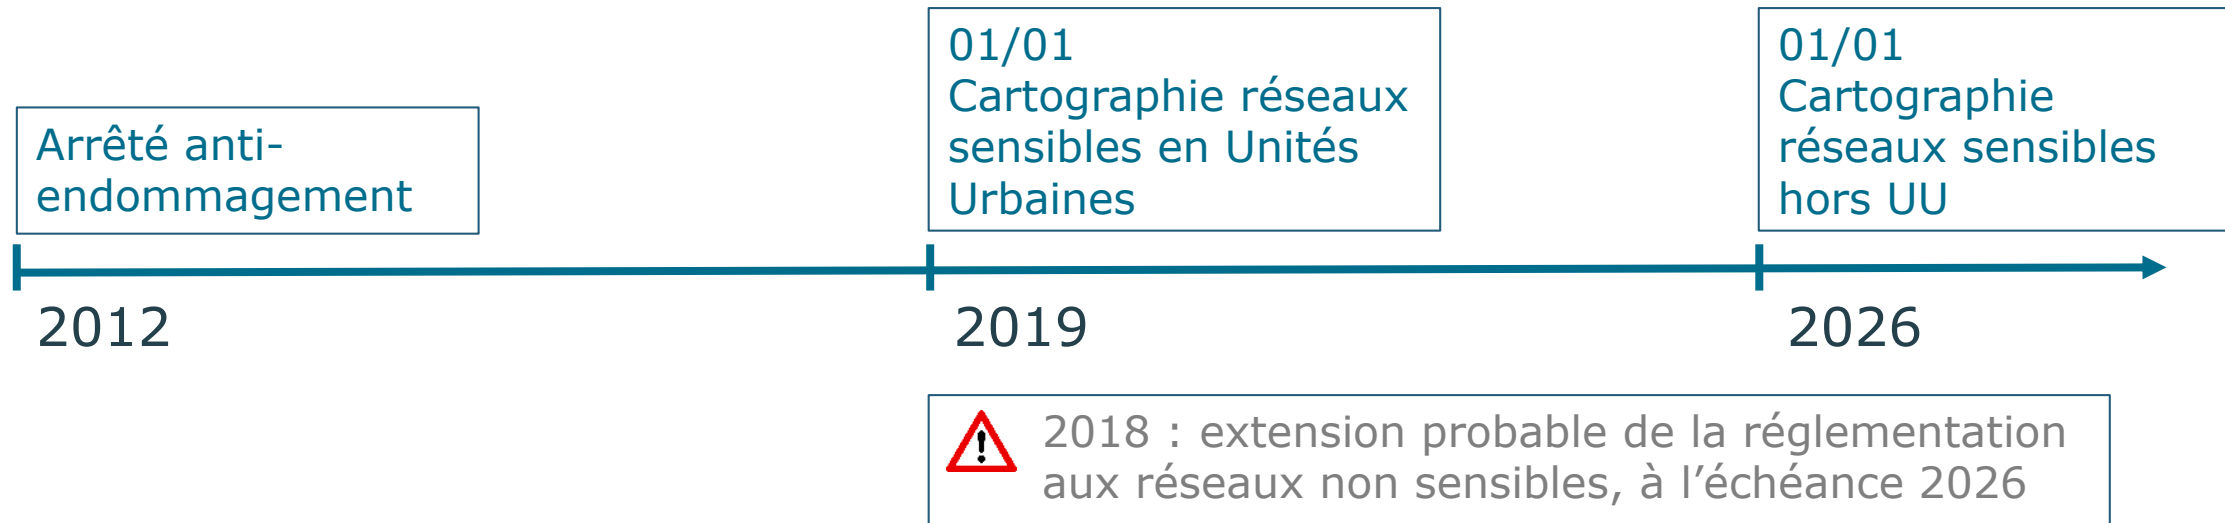 Arrêté anti-
endommagement
01/01
Cartographie réseaux
sensibles en Unités
Urbaines
01/01
Cartographie
réseaux sensibles
hors UU
2012
2019
2026
2018 : extension probable de la réglementation
aux réseaux non sensibles, à l’échéance 2026